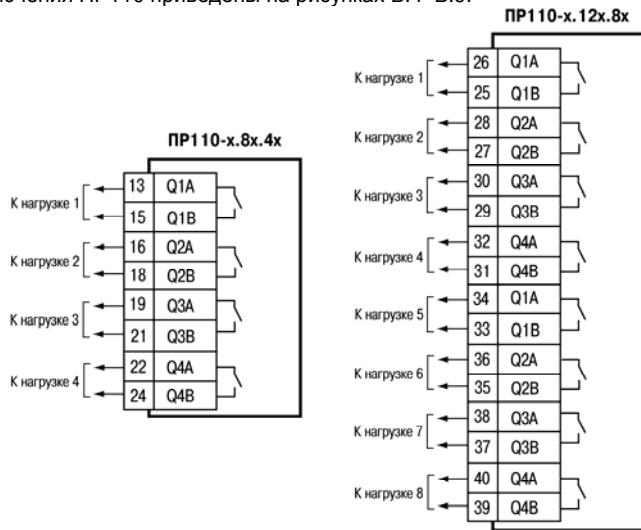 ПР110 приведены на рисунках
ПР110-х.8х.4х
К нагрузке 1
13 Q1A
15 Q1B
К нагрузке 2
16 Q2A
18 Q2B
К нагрузке 3
19 Q3A
21 Q3B
К нагрузке 4
22 Q4A
24 Q4B
ПР110-х.12х.8х
К нагрузке 1
26 Q1A
25 Q1B
К нагрузке 2
28 Q2A
27 Q2B
К нагрузке 3
30 Q3A
29 Q3B
К нагрузке 4
32 Q4A
31 Q4B
К нагрузке 5
34 Q1A
33 Q1B
К нагрузке 6
36 Q2A
35 Q2B
К нагрузке 7
38 Q3A
37 Q3B
К нагрузке 8
40 Q4A
39 Q4B